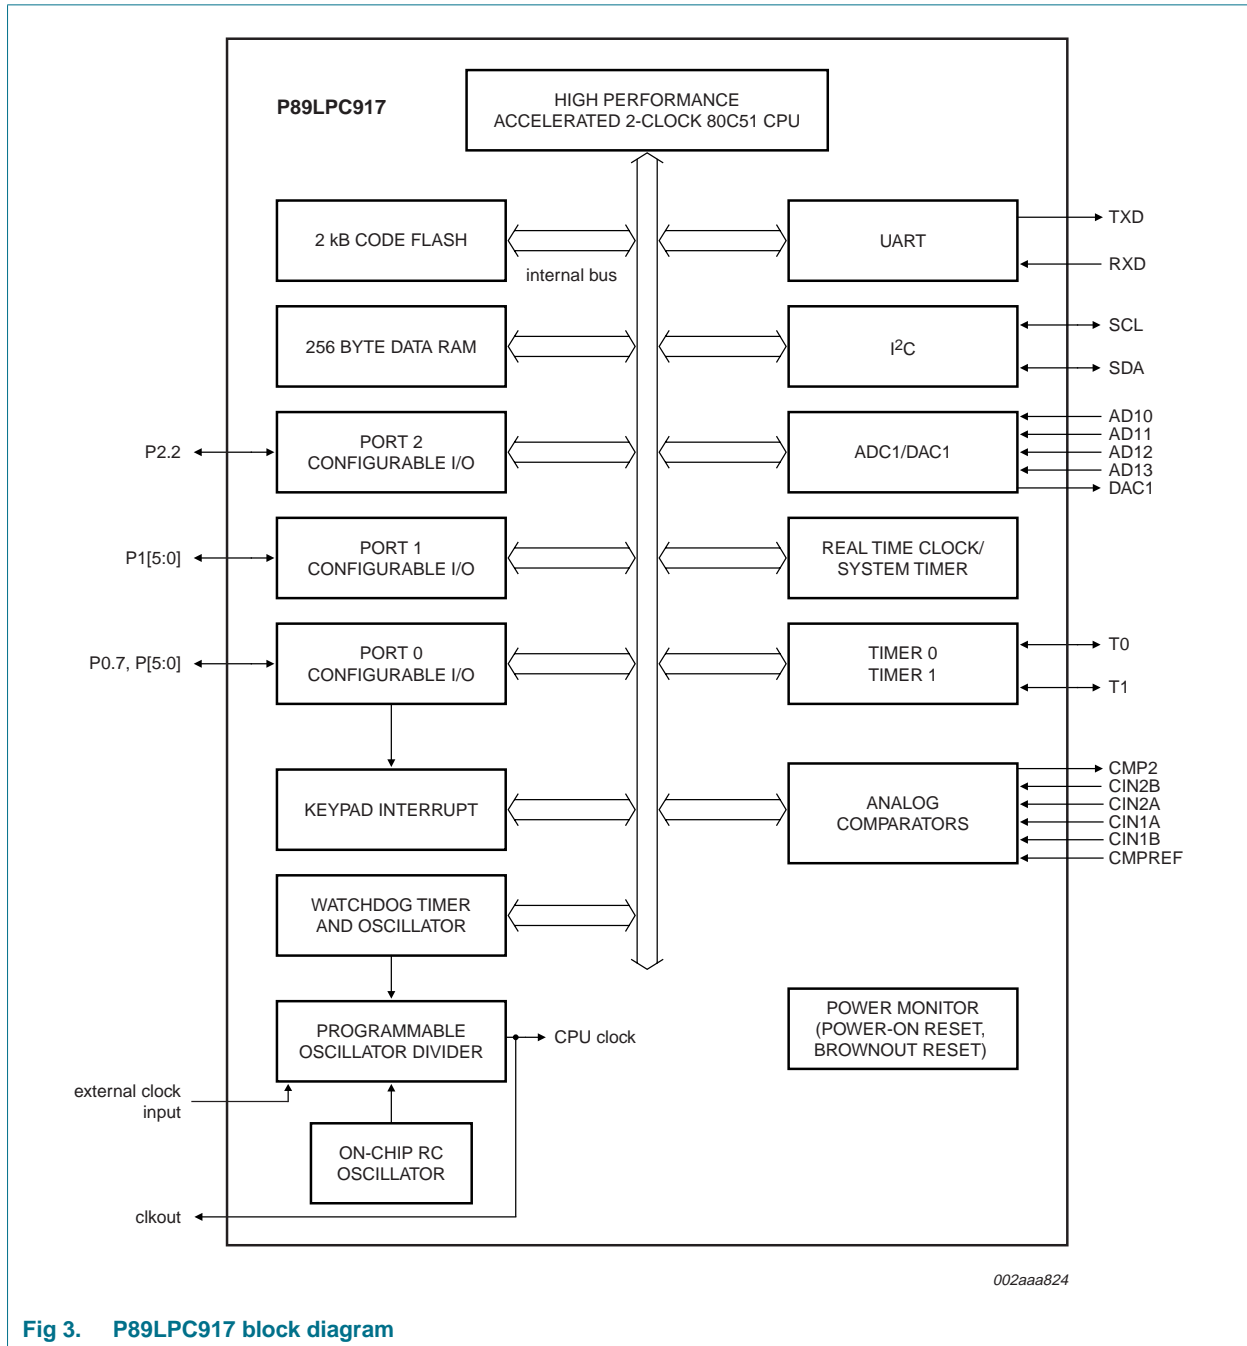 P89LPC917
HIGH PERFORMANCE
ACCELERATED 2-CLOCK 80C51 CPU
2 kB CODE FLASH
internal bus
UART
TXD
RXD
256 BYTE DATA RAM
I2C
SCL
SDA
P2.2
PORT 2
CONFIGURABLE I/O
ADC1/DAC1
AD10
AD11
AD12
AD13
DAC1
P1[5:0]
PORT 1
CONFIGURABLE I/O
REAL TIME CLOCK/
SYSTEM TIMER
P0.7, P[5:0]
PORT 0
CONFIGURABLE I/O
TIMER 0
TIMER 1
T0
T1
KEYPAD INTERRUPT
ANALOG
COMPARATORS
CMP2
CIN2B
CIN2A
CIN1A
CIN1B
CMPREF
WATCHDOG TIMER
AND OSCILLATOR
PROGRAMMABLE
OSCILLATOR DIVIDER
CPU clock
POWER MONITOR
(POWER-ON RESET,
BROWNOUT RESET)
external clock
input
ON-CHIP RC
OSCILLATOR
clkout
002aaa824
Fig 3. P89LPC917 block diagram